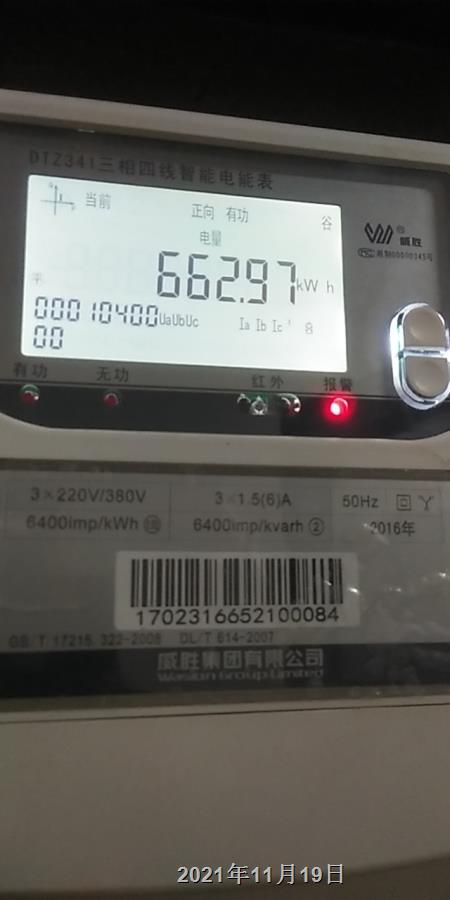 DTZ341三相四线智能电能表
当前
正向 有功
谷
电量
662.97kWh
00010400UaUbUc Ia Ib Ic
00
威胜
有功 无功 红外 报警
3×220V/380V 3×1.5(6)A 50Hz
6400imp/kWh 6400imp/kvarh ② 2016年
1702316652100084
GB/T 17215.322-2008 DL/T 614-2007
威胜集团有限公司
Wasion Group Limited
2021年11月19日